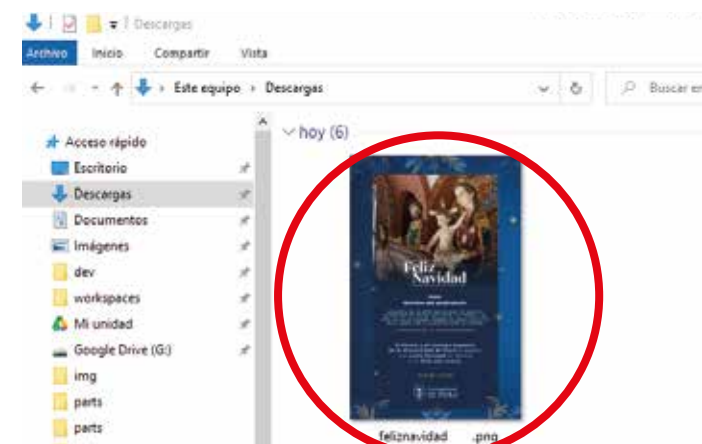 Descargas
Archivo Inicio Compartir Vista
Este equipo › Descargas
Buscar en
Acceso rápido
Escritorio
Descargas
Documentos
Imágenes
dev
workspaces
Mi unidad
Google Drive (G:)
img
parts
parts
hoy (6)
Feliz
Navidad
feliznavidad .png